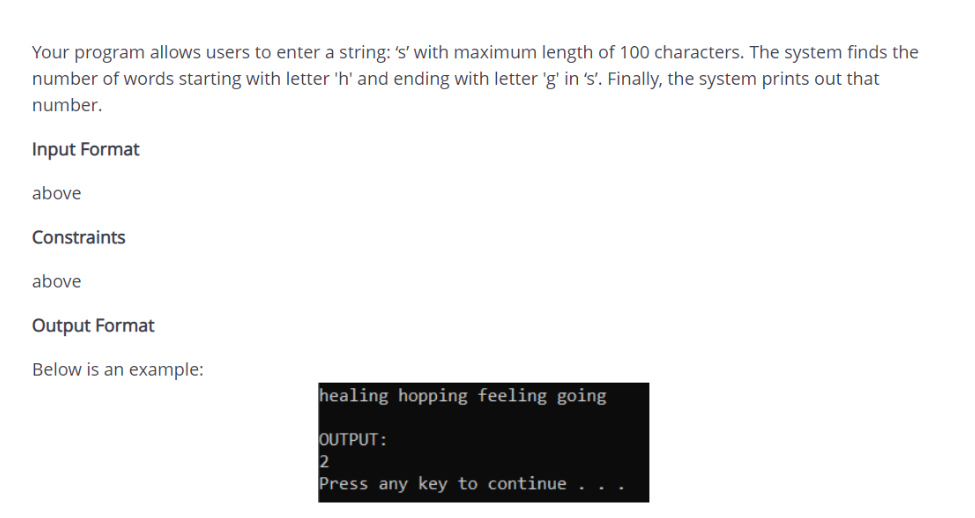 Your program allows users to enter a string: ‘s’ with maximum length of 100 characters. The system finds the
number of words starting with letter 'h' and ending with letter 'g' in ‘s’. Finally, the system prints out that
number.
Input Format
above
Constraints
above
Output Format
Below is an example:
healing hopping feeling going
OUTPUT:
2
Press any key to continue . . .